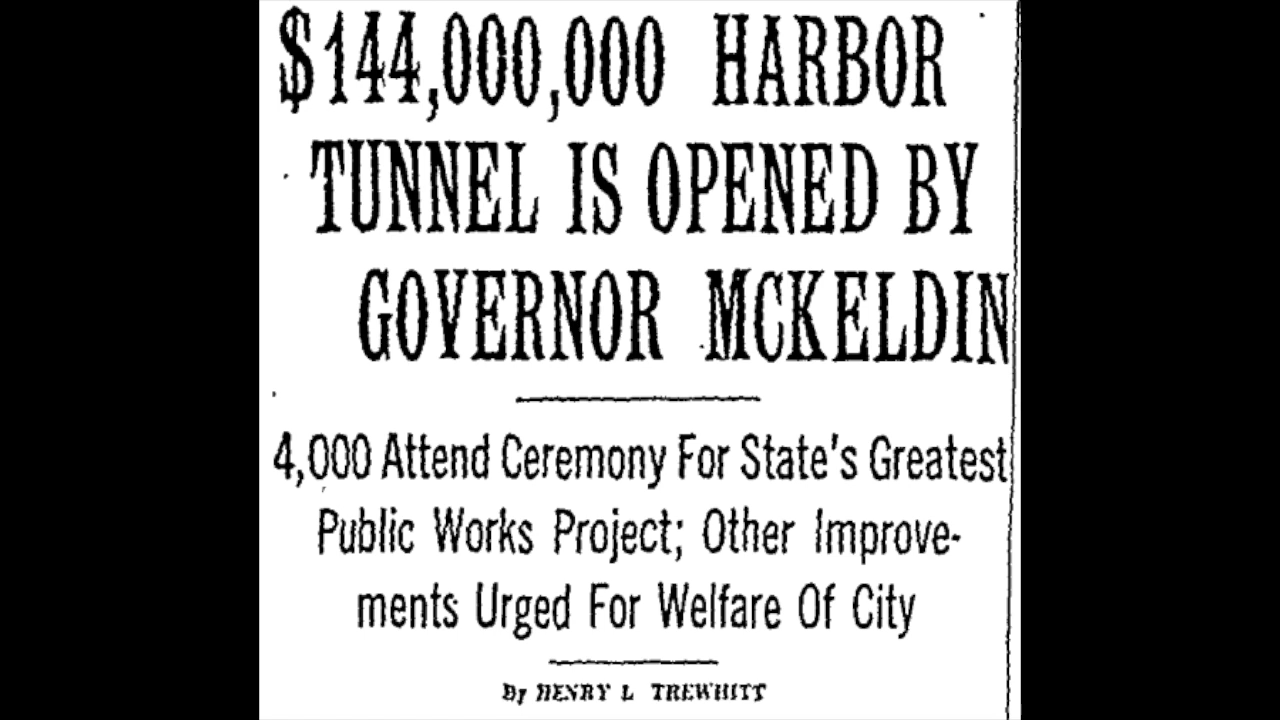 $144,000,000 HARBOR
TUNNEL IS OPENED BY
GOVERNOR MCKELDIN
4,000 Attend Ceremony For State's Greatest
Public Works Project; Other Improve-
ments Urged For Welfare Of City
By HENRY L TREWHITT